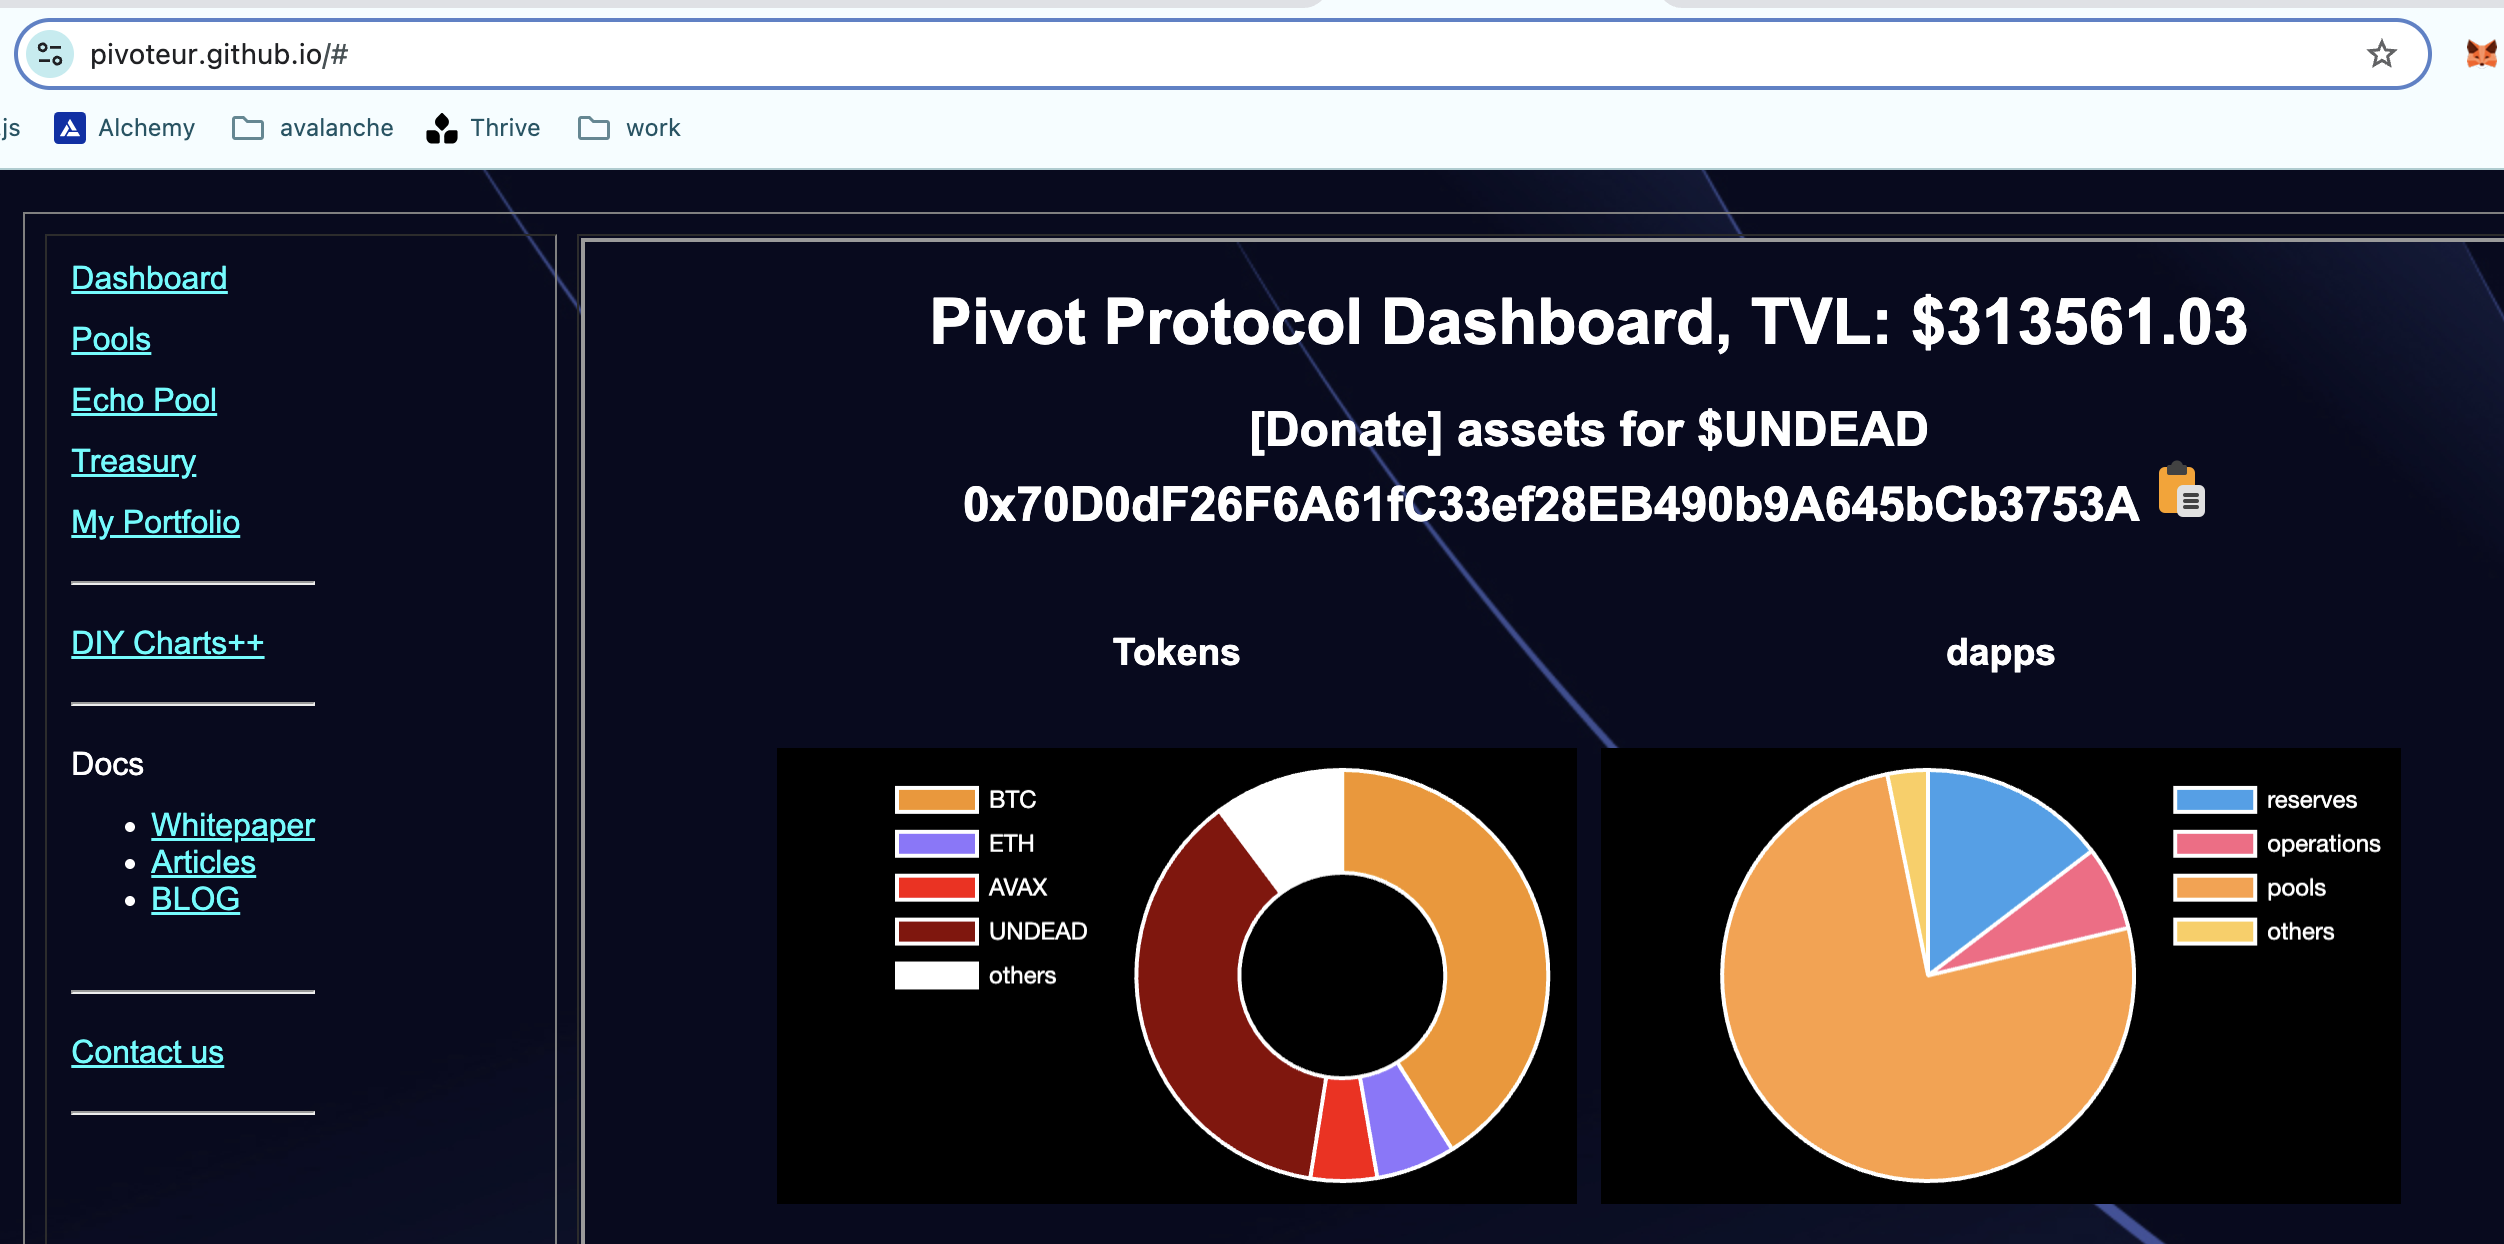 pivoteur.github.io/#
js Alchemy avalanche Thrive work
Dashboard
Pools
Echo Pool
Treasury
My Portfolio
DIY Charts++
Docs
Whitepaper
Articles
BLOG
Contact us
Pivot Protocol Dashboard, TVL: $313561.03
[Donate] assets for $UNDEAD
0x70D0dF26F6A61fC33ef28EB490b9A645bCb3753A
Tokens
BTC
ETH
AVAX
UNDEAD
others
dapps
reserves
operations
pools
others